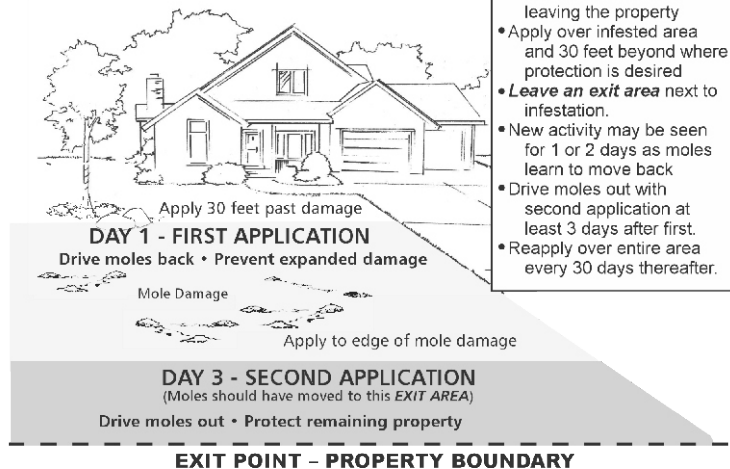 leaving the property
• Apply over infested area
and 30 feet beyond where
protection is desired
• Leave an exit area next to
infestation.
• New activity may be seen
for 1 or 2 days as moles
learn to move back
• Drive moles out with
second application at
least 3 days after first.
• Reapply over entire area
every 30 days thereafter.
Apply 30 feet past damage
DAY 1 - FIRST APPLICATION
Drive moles back • Prevent expanded damage
Mole Damage
Apply to edge of mole damage
DAY 3 - SECOND APPLICATION
(Moles should have moved to this EXIT AREA)
Drive moles out • Protect remaining property
EXIT POINT – PROPERTY BOUNDARY